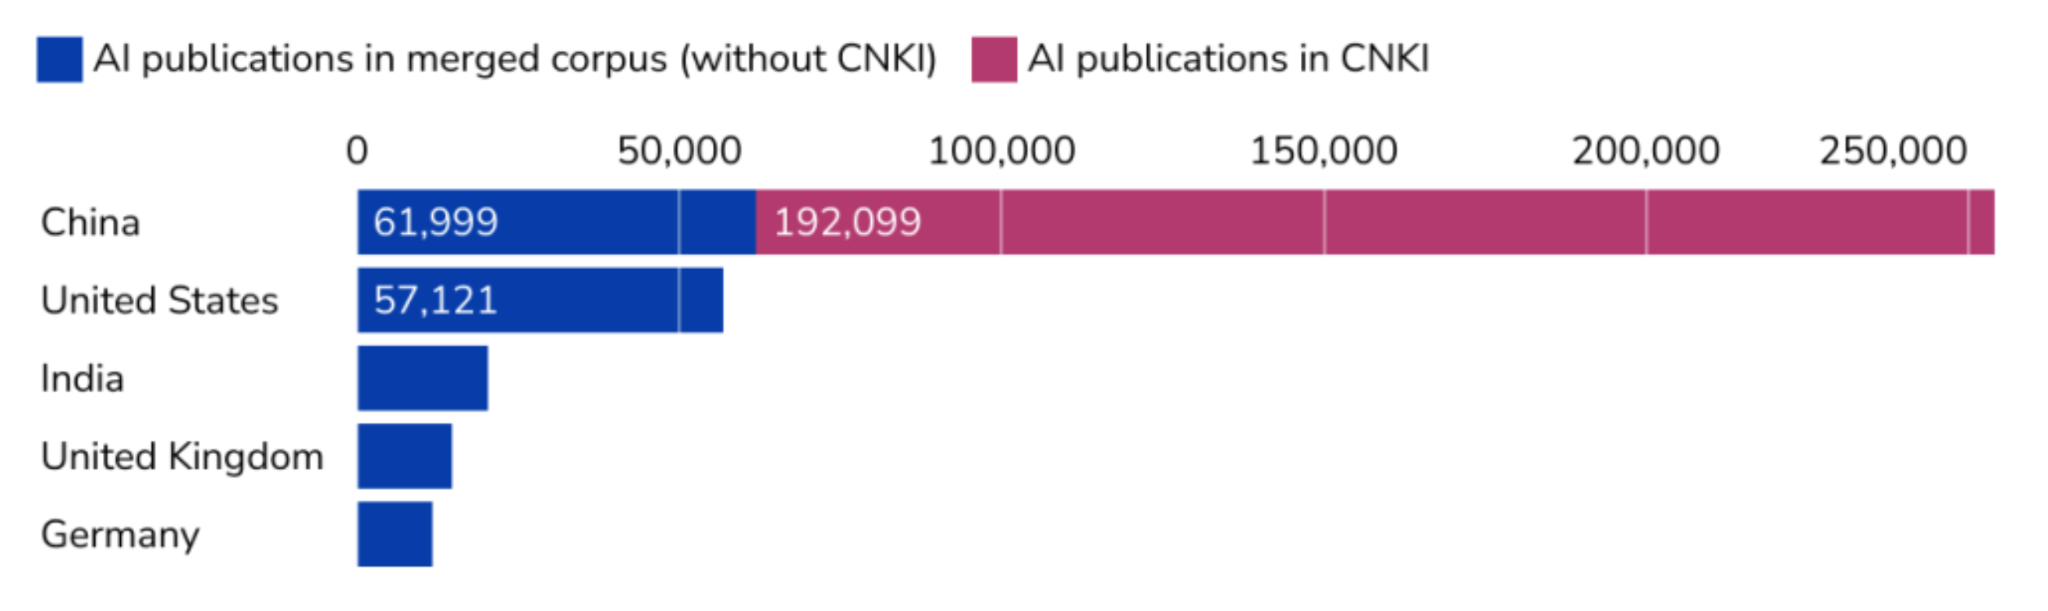 AI publications in merged corpus (without CNKI) AI publications in CNKI
0 50,000 100,000 150,000 200,000 250,000
China 61,999 192,099
United States 57,121
India
United Kingdom
Germany